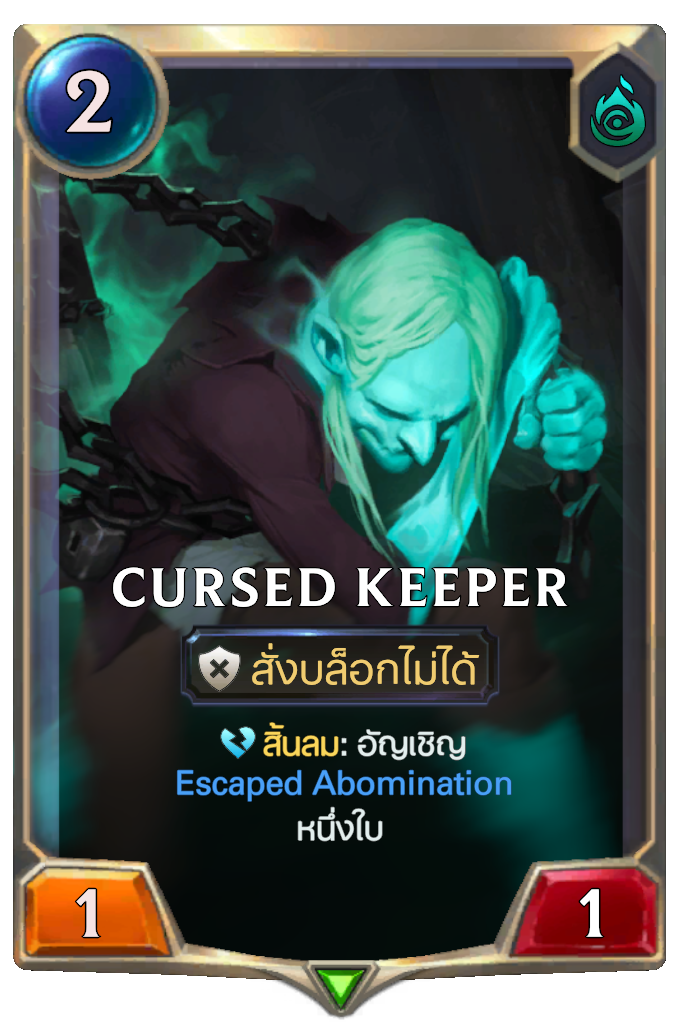 2
CURSED KEEPER
สั่งบล็อกไม่ได้
สิ้นลม: อัญเชิญ
Escaped Abomination
หนึ่งใบ
1
1